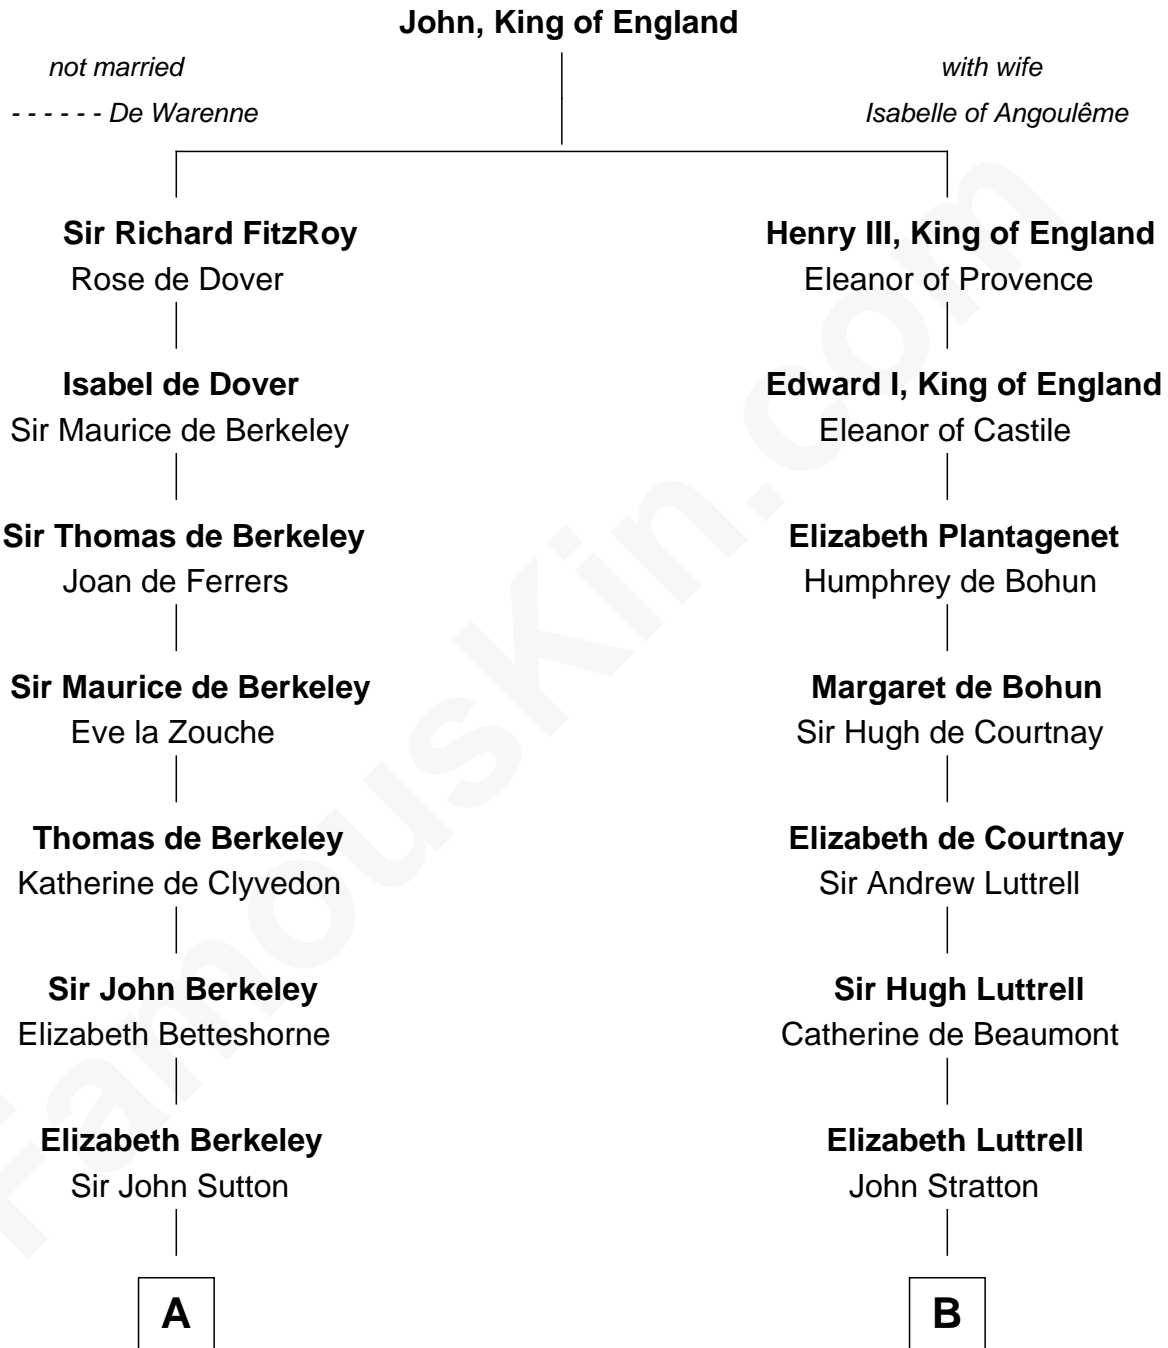 John, King of England
not married
- - - - - - De Warenne
with wife
Isabelle of Angoulême
Sir Richard FitzRoy
Rose de Dover
Isabel de Dover
Sir Maurice de Berkeley
Sir Thomas de Berkeley
Joan de Ferrers
Sir Maurice de Berkeley
Eve la Zouche
Thomas de Berkeley
Katherine de Clyvedon
Sir John Berkeley
Elizabeth Betteshorne
Elizabeth Berkeley
Sir John Sutton
A
Henry III, King of England
Eleanor of Provence
Edward I, King of England
Eleanor of Castile
Elizabeth Plantagenet
Humphrey de Bohun
Margaret de Bohun
Sir Hugh de Courtnay
Elizabeth de Courtnay
Sir Andrew Luttrell
Sir Hugh Luttrell
Catherine de Beaumont
Elizabeth Luttrell
John Stratton
B
FamousKin.com